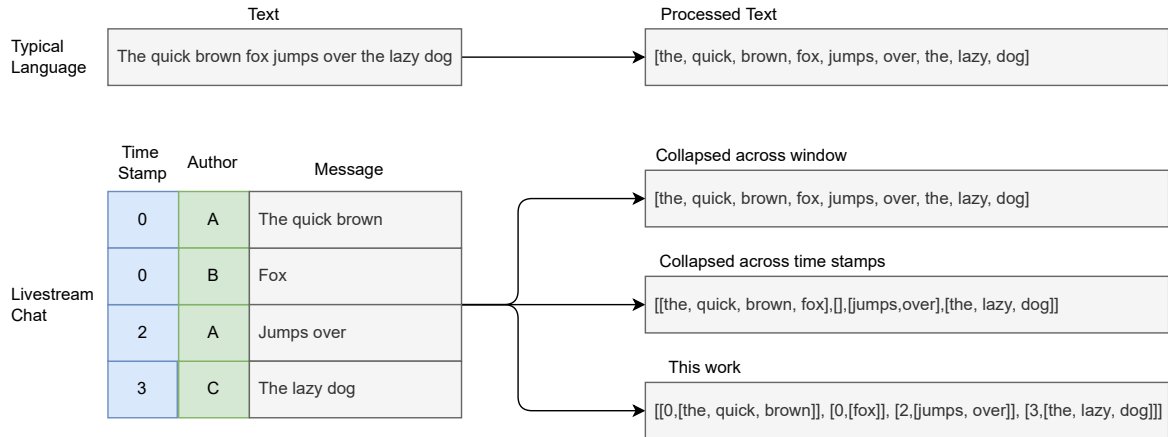 Text
Processed Text
Typical
Language
The quick brown fox jumps over the lazy dog
[the, quick, brown, fox, jumps, over, the, lazy, dog]
Time
Stamp
Author
Message
Livestream
Chat
0
A
The quick brown
0
B
Fox
2
A
Jumps over
3
C
The lazy dog
Collapsed across window
[the, quick, brown, fox, jumps, over, the, lazy, dog]
Collapsed across time stamps
[[the, quick, brown, fox],[],[jumps,over],[the, lazy, dog]]
This work
[[0,[the, quick, brown]], [0,[fox]], [2,[jumps, over]], [3,[the, lazy, dog]]]